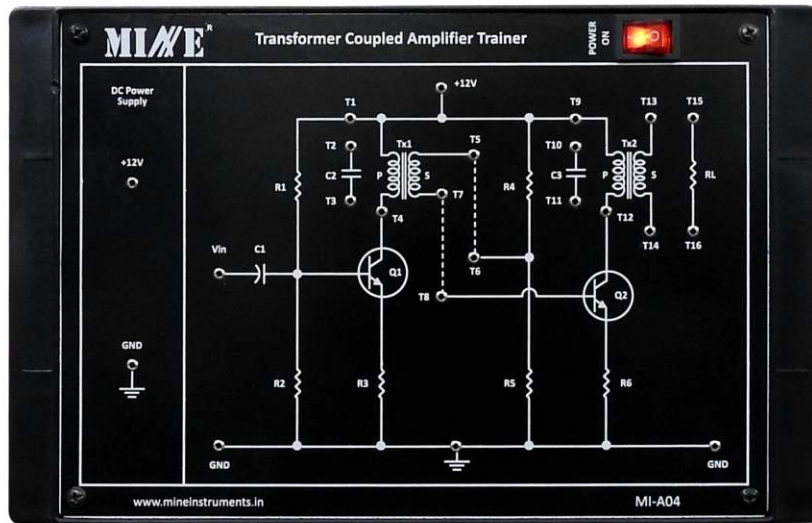 MINE R
Transformer Coupled Amplifier Trainer
POWER
ON
DC Power
Supply
+12V
GND
+12V
T1
T9
T13
T15
T2
C2
T3
Tx1
P
S
T4
T5
T7
T10
C3
T11
Tx2
P
S
T12
T14
RL
T16
R1
R4
Vin
C1
Q1
T6
T8
Q2
R2
R3
R5
R6
GND
GND
www.mineinstruments.in
MI-A04